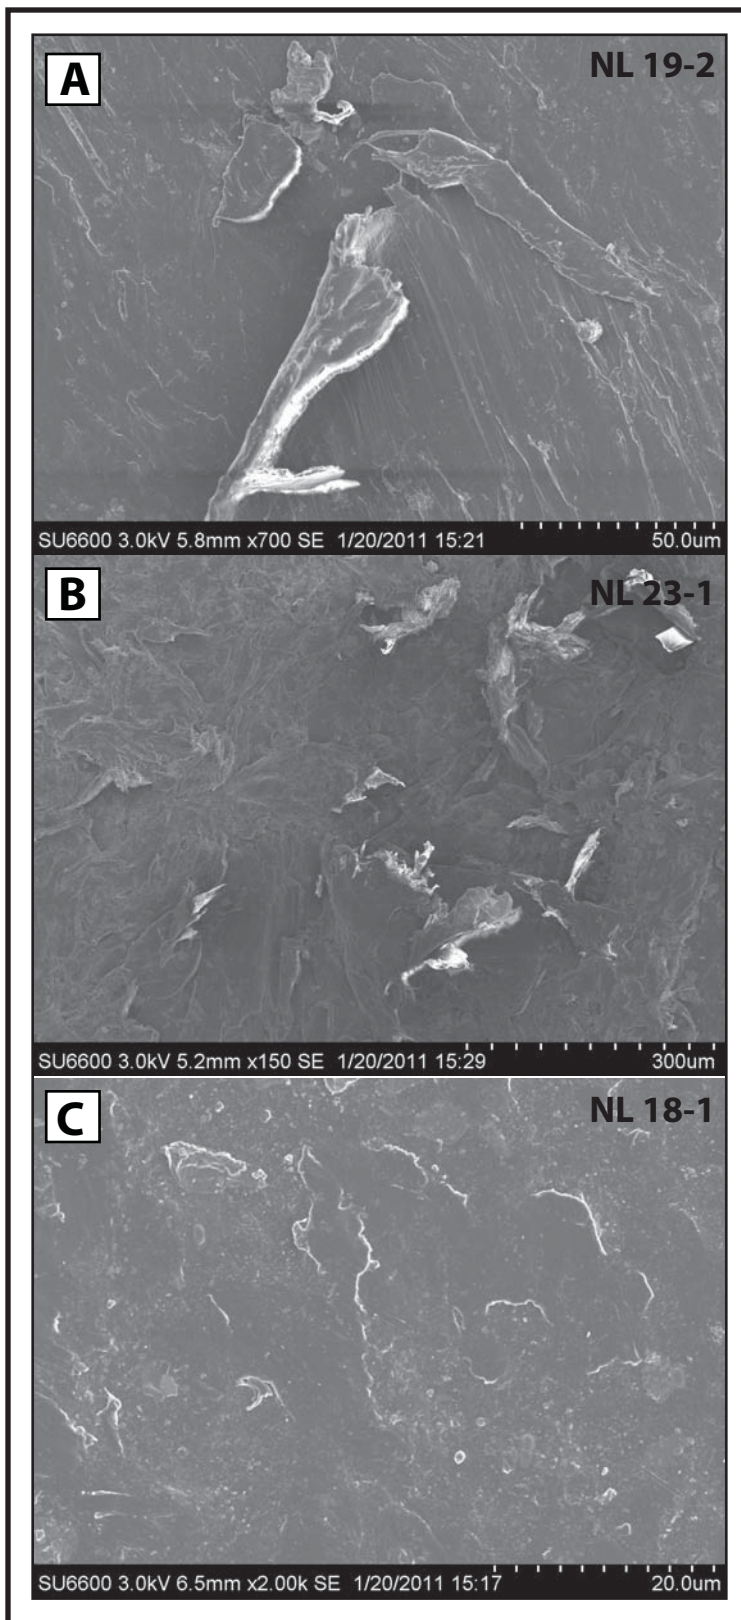 A
NL 19-2
SU6600 3.0kV 5.8mm x700 SE 1/20/2011 15:21
50.0um
B
NL 23-1
SU6600 3.0kV 5.2mm x150 SE 1/20/2011 15:29
300um
C
NL 18-1
SU6600 3.0kV 6.5mm x2.00k SE 1/20/2011 15:17
20.0um